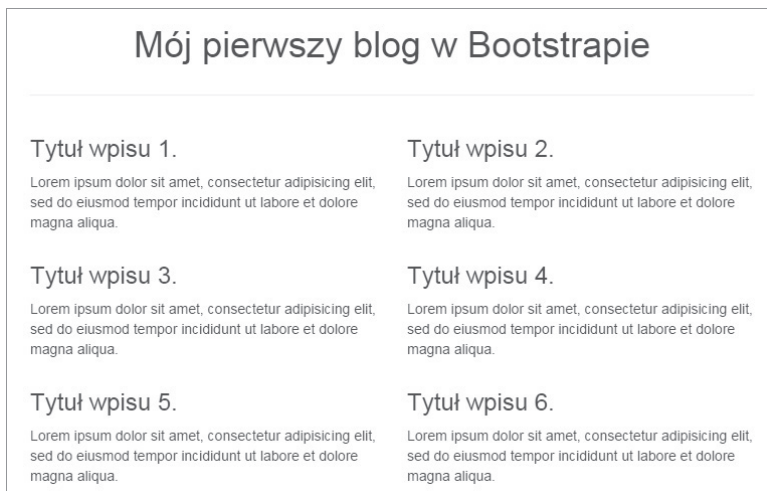 Mój pierwszy blog w Bootstrapie
Tytuł wpisu 1.
Lorem ipsum dolor sit amet, consectetur adipisicing elit,
sed do eiusmod tempor incididunt ut labore et dolore
magna aliqua.
Tytuł wpisu 2.
Lorem ipsum dolor sit amet, consectetur adipisicing elit,
sed do eiusmod tempor incididunt ut labore et dolore
magna aliqua.
Tytuł wpisu 3.
Lorem ipsum dolor sit amet, consectetur adipisicing elit,
sed do eiusmod tempor incididunt ut labore et dolore
magna aliqua.
Tytuł wpisu 4.
Lorem ipsum dolor sit amet, consectetur adipisicing elit,
sed do eiusmod tempor incididunt ut labore et dolore
magna aliqua.
Tytuł wpisu 5.
Lorem ipsum dolor sit amet, consectetur adipisicing elit,
sed do eiusmod tempor incididunt ut labore et dolore
magna aliqua.
Tytuł wpisu 6.
Lorem ipsum dolor sit amet, consectetur adipisicing elit,
sed do eiusmod tempor incididunt ut labore et dolore
magna aliqua.